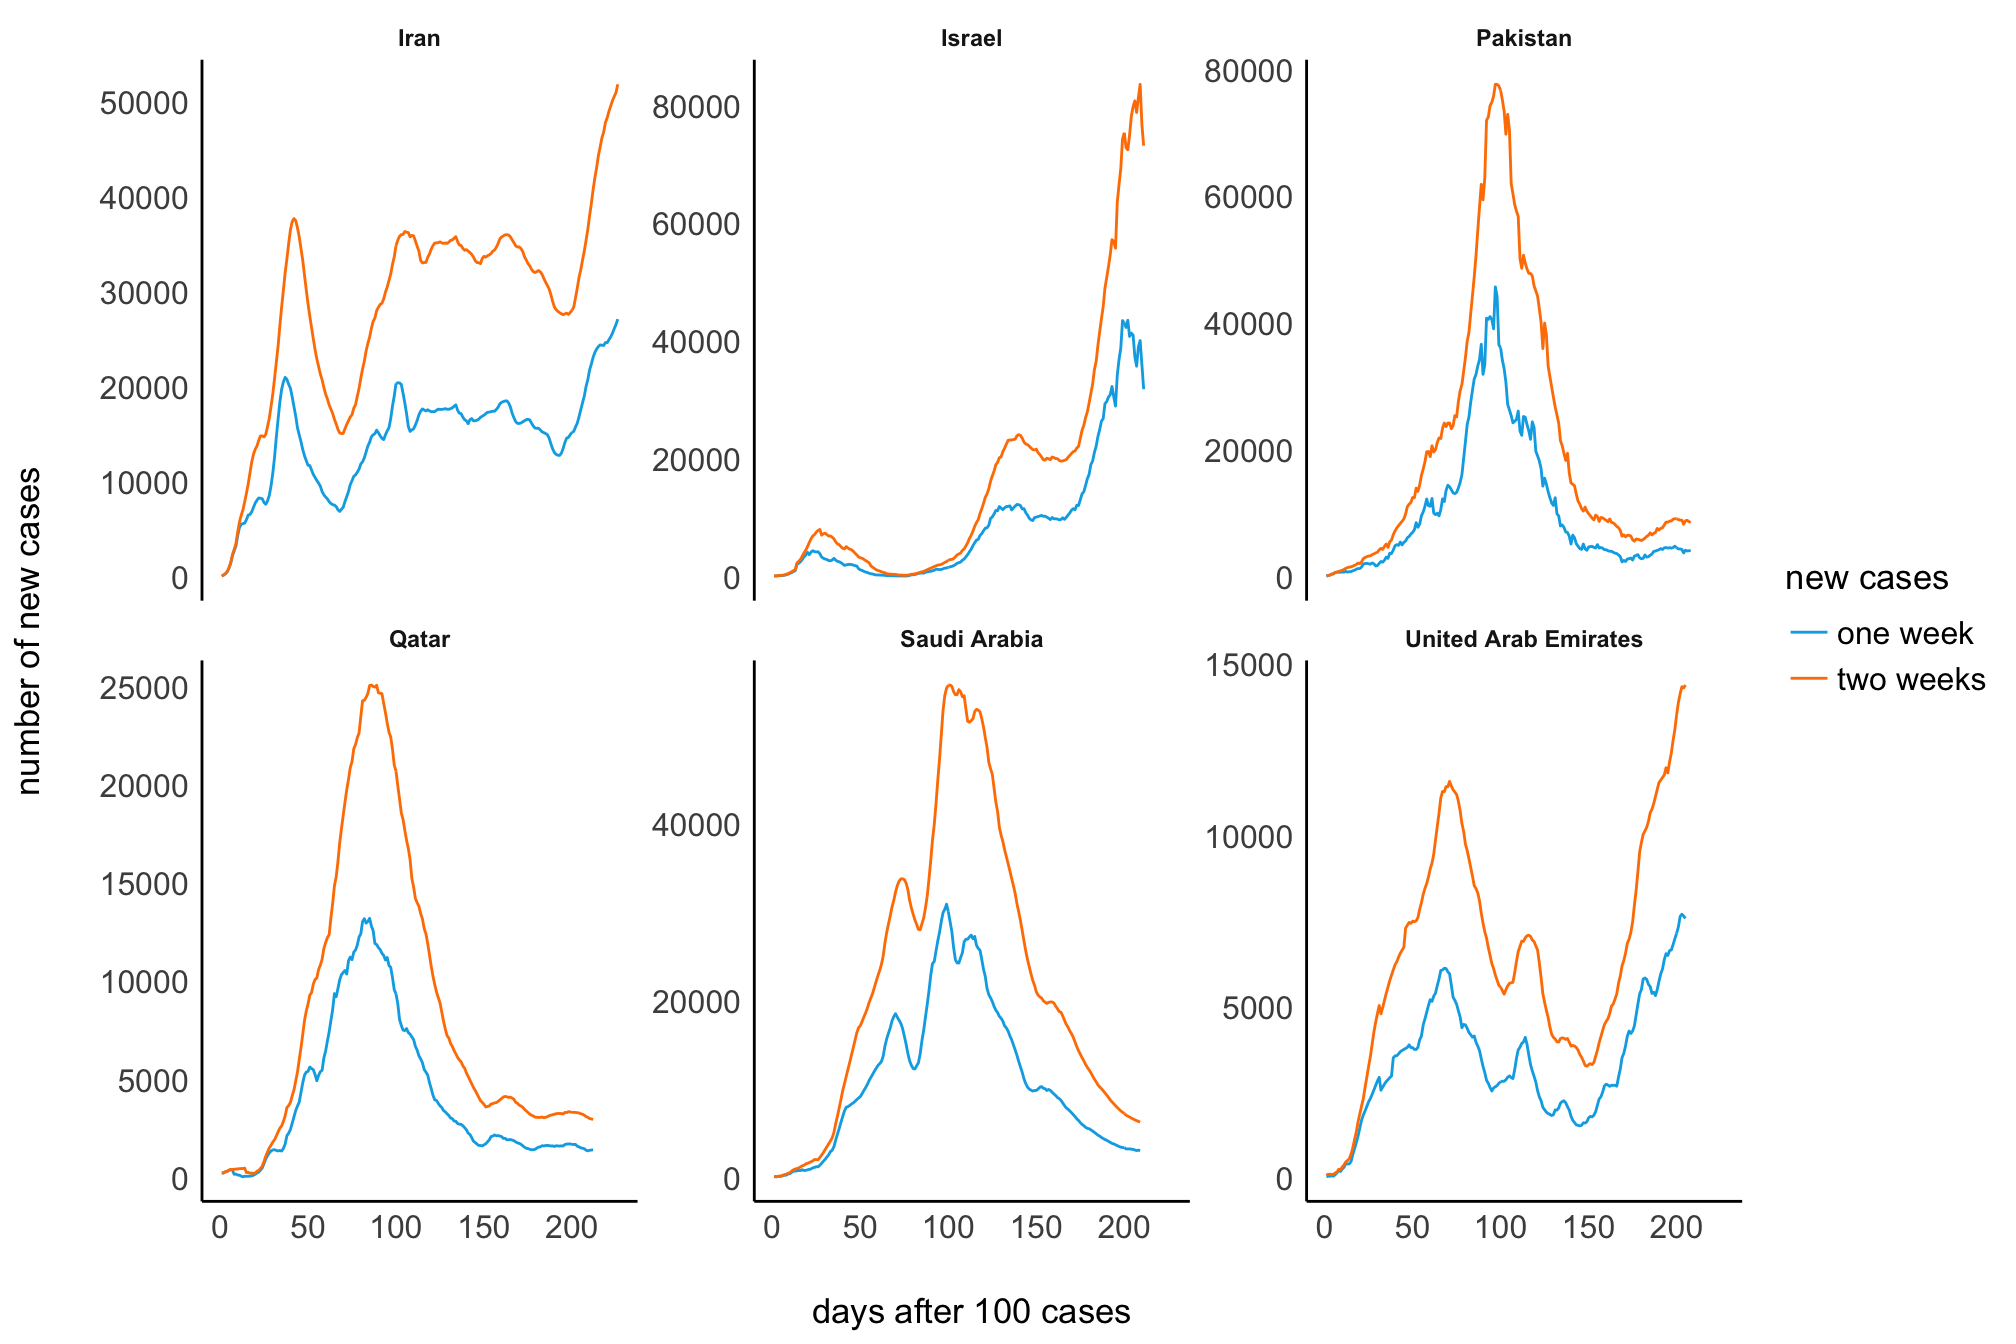 Iran
Israel
Pakistan
50000
40000
30000
20000
10000
0
80000
60000
40000
20000
0
80000
60000
40000
20000
0
number of new cases
new cases
one week
two weeks
Qatar
Saudi Arabia
United Arab Emirates
25000
20000
15000
10000
5000
0
40000
20000
0
15000
10000
5000
0
0 50 100 150 200
0 50 100 150 200
0 50 100 150 200
days after 100 cases